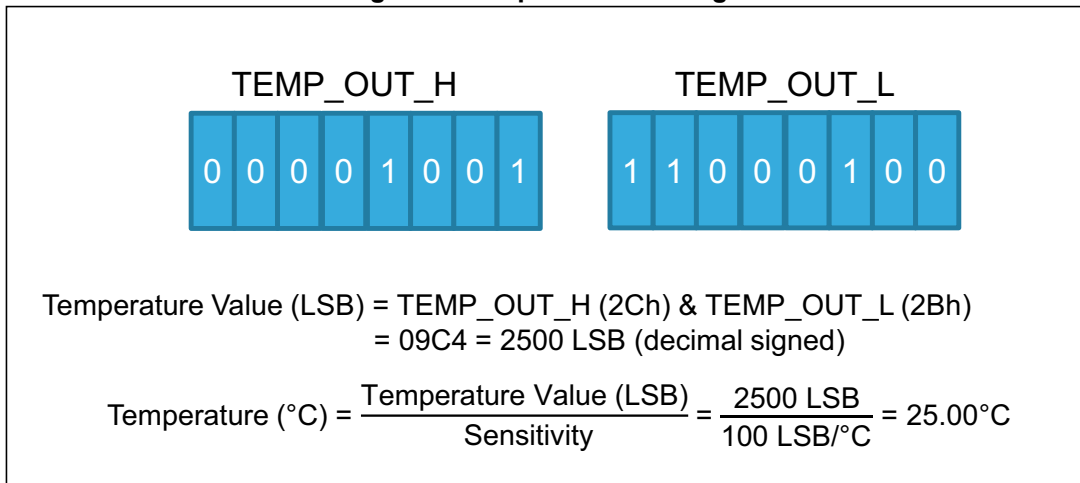 TEMP_OUT_H TEMP_OUT_L
0 0 0 0 1 0 0 1 1 1 0 0 0 1 0 0
Temperature Value (LSB) = TEMP_OUT_H (2Ch) & TEMP_OUT_L (2Bh)
= 09C4 = 2500 LSB (decimal signed)
Temperature (°C) = Temperature Value (LSB) / Sensitivity = 2500 LSB / 100 LSB/°C = 25.00°C